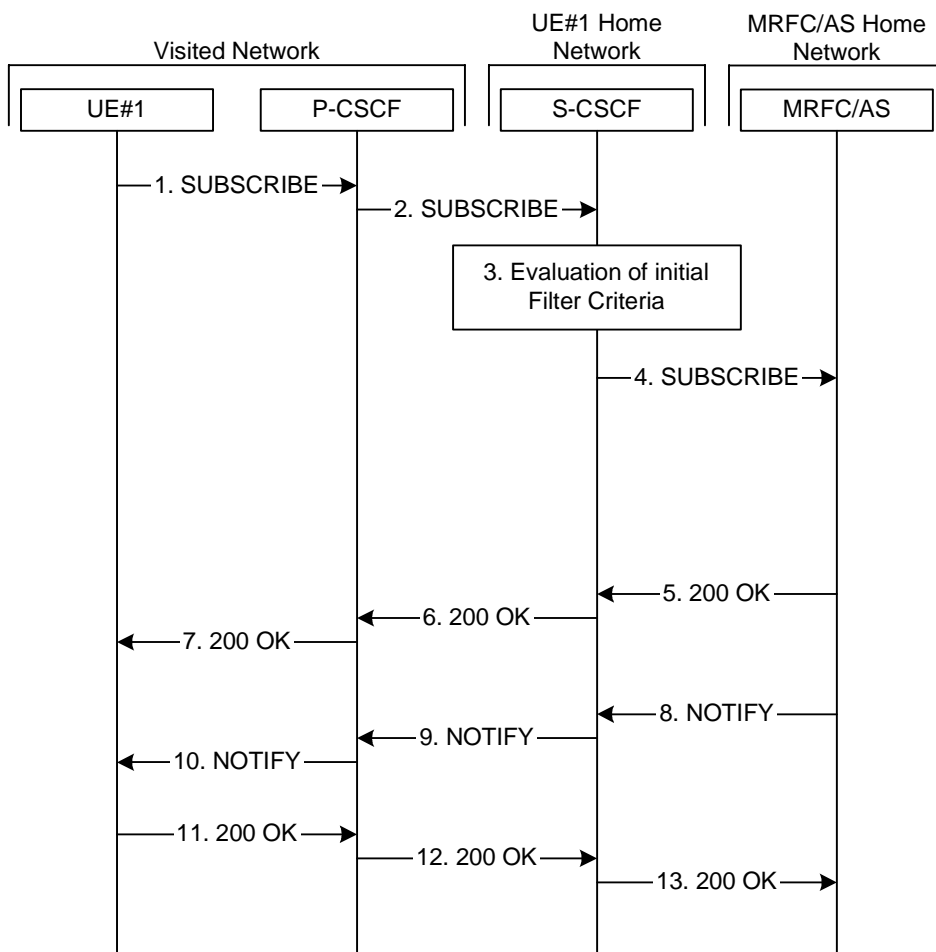 Visited Network
UE#1 Home
Network
MRFC/AS Home
Network
UE#1
P-CSCF
S-CSCF
MRFC/AS
1. SUBSCRIBE
2. SUBSCRIBE
3. Evaluation of initial
Filter Criteria
4. SUBSCRIBE
5. 200 OK
6. 200 OK
7. 200 OK
8. NOTIFY
9. NOTIFY
10. NOTIFY
11. 200 OK
12. 200 OK
13. 200 OK